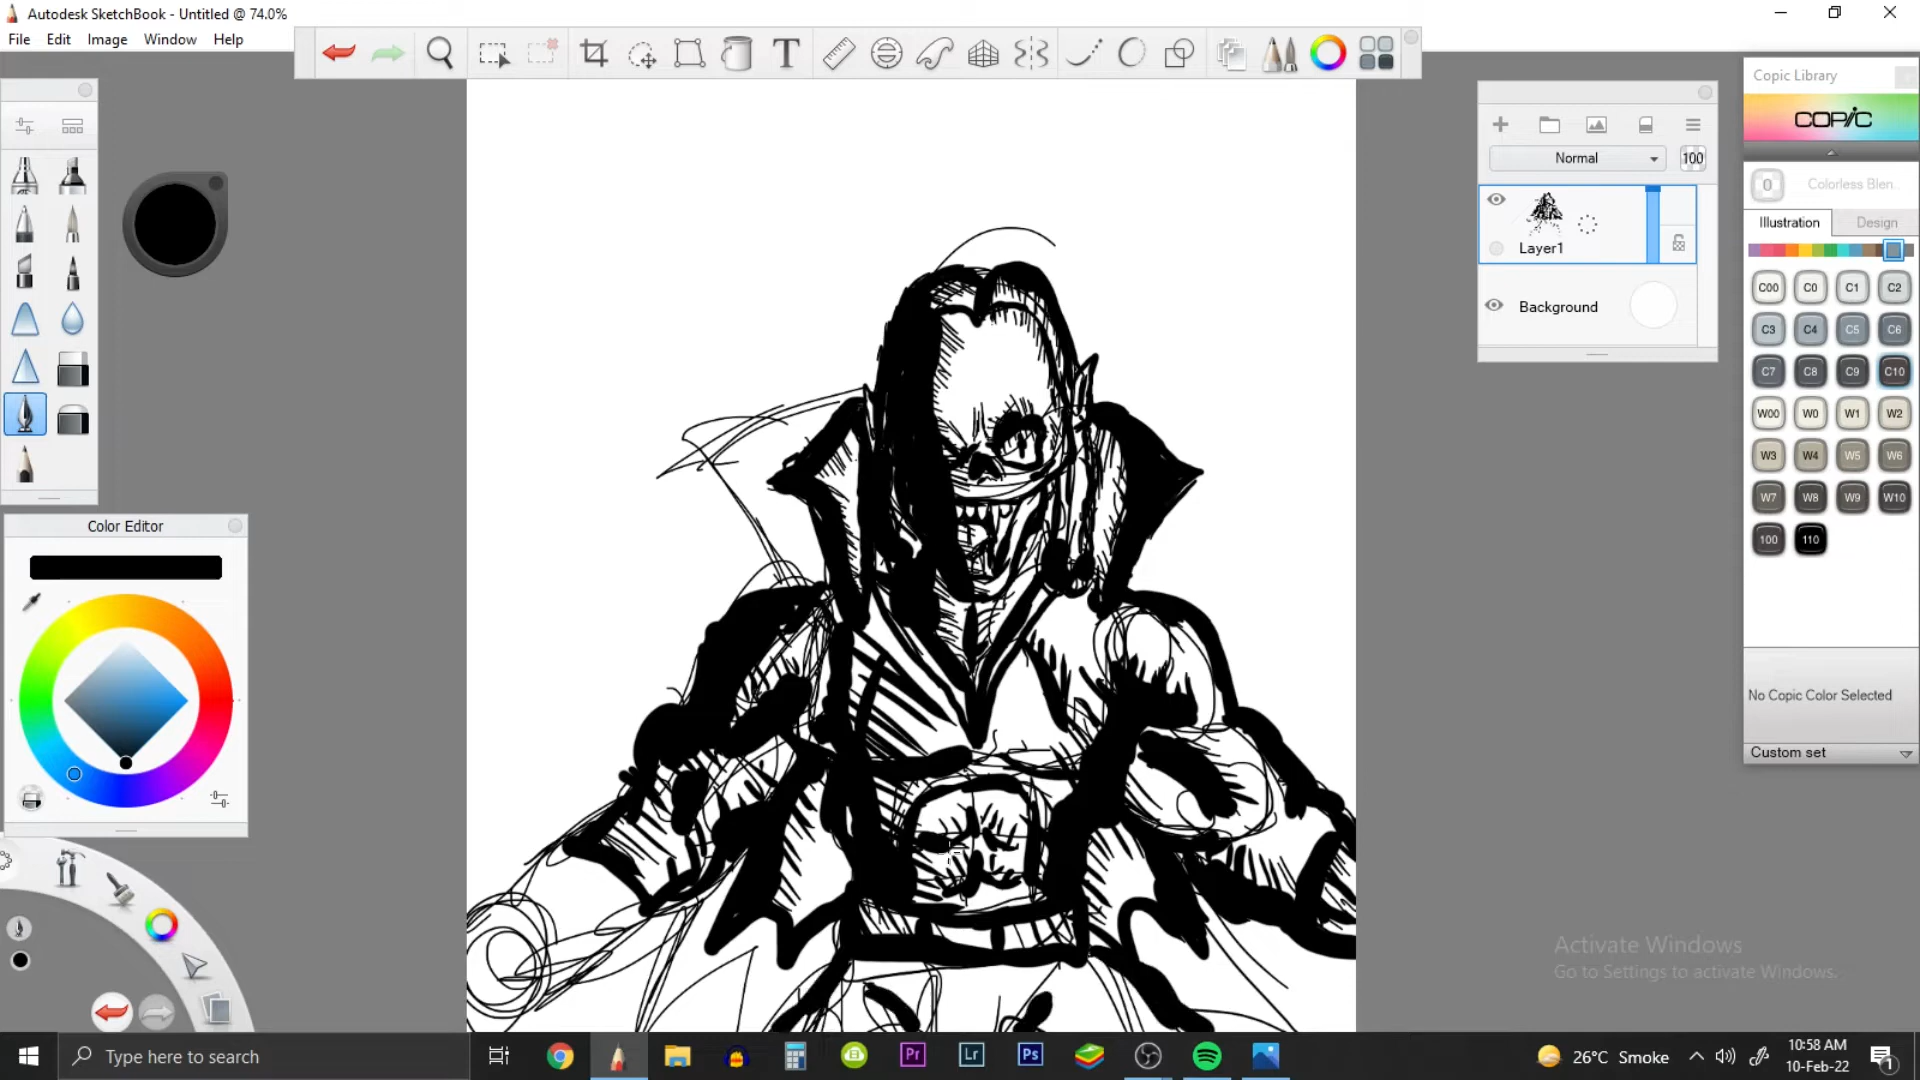 Autodesk SketchBook - Untitled @ 74.0%
File Edit Image Window Help
T
Copic Library
COPIC
Normal 100
0 Colorless Blen..
Illustration Design
Layer1
Background
C00 C0 C1 C2
C3 C4 C5 C6
C7 C8 C9 C10
W00 W0 W1 W2
W3 W4 W5 W6
W7 W8 W9 W10
100 110
Color Editor
No Copic Color Selected
Custom set
Activate Windows
Go to Settings to activate Windows.
Type here to search
Pr Lr Ps
26°C Smoke
10:58 AM
10-Feb-22
1